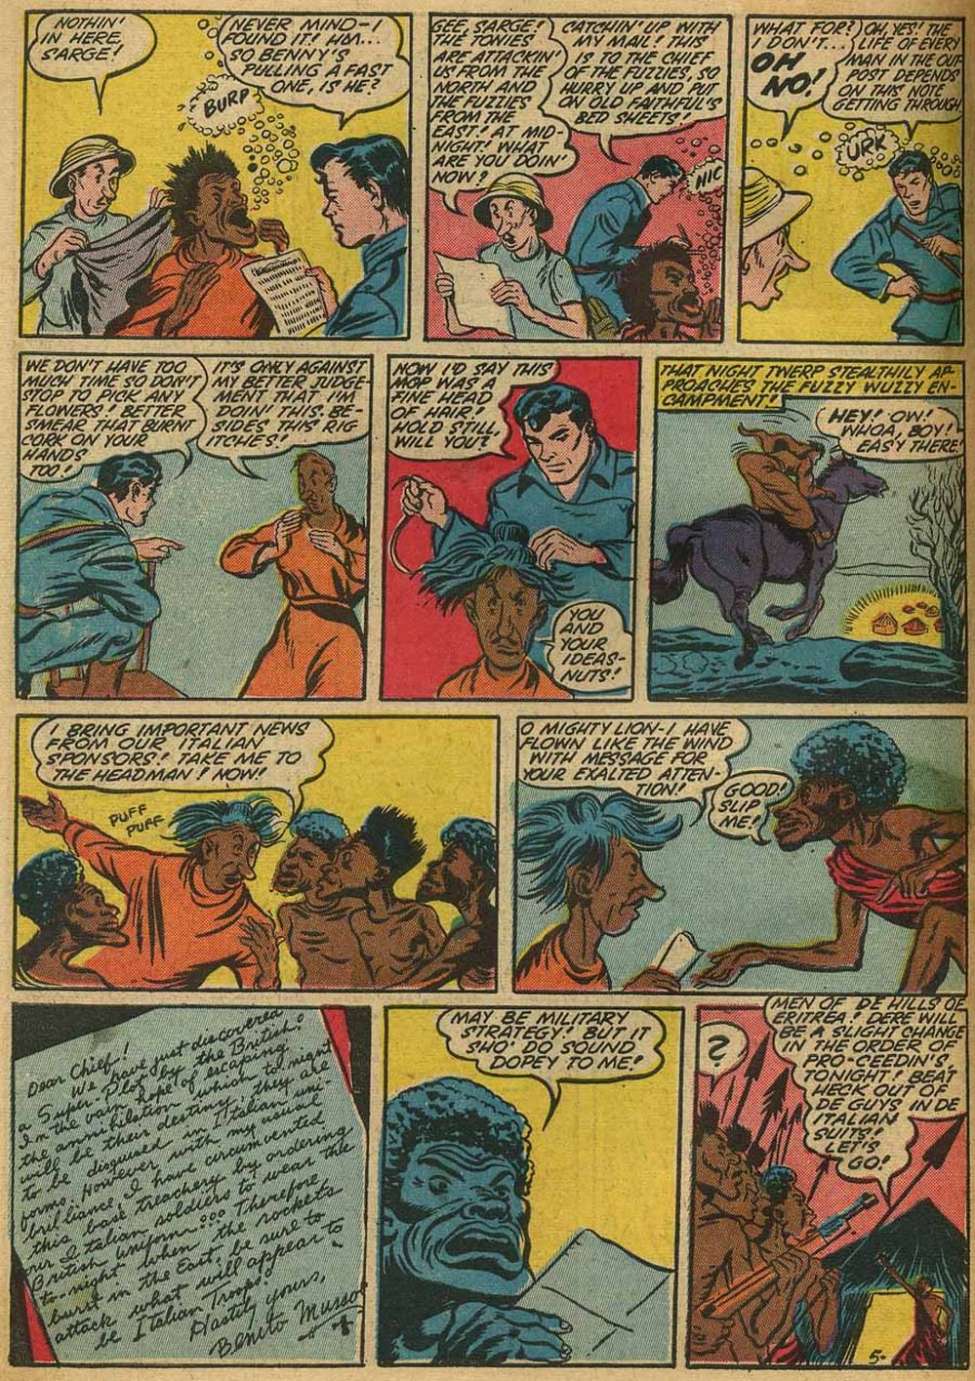 NOTHIN'
IN HERE,
SARGE!
NEVER MIND-I
FOUND IT! HM...
SO BENNY'S
PULLING A FAST
ONE, IS HE?
BURP
GEE, SARGE!
THE TONIES
ARE ATTACKIN'
US FROM THE
NORTH AND
THE FUZZIES
FROM THE
EAST! AT MID-
NIGHT! WHAT
ARE YOU DOIN'
NOW?
CATCHIN' UP WITH
MY MAIL! THIS
IS TO THE CHIEF
OF THE FUZZIES, SO
HURRY UP AND PUT
ON OLD FAITHFUL'S
BED SHEETS!
HIC
WHAT FOR?
I DON'T...
OH
NO!
OH, YES! THE
LIFE OF EVERY
MAN IN THE OUT-
POST DEPENDS
ON THIS NOTE
GETTING THROUGH
URK
WE DON'T HAVE TOO
MUCH TIME SO DON'T
STOP TO PICK ANY
FLOWERS! BETTER
SMEAR THAT BURNT
CORK ON YOUR
HANDS
TOO!
IT'S ONLY AGAINST
MY BETTER JUDGE-
MENT THAT I'M
DOIN' THIS. BE-
SIDES THIS RIG
ITCHES!
NOW I'D SAY THIS
MOP WAS A
FINE HEAD
OF HAIR!
HOLD STILL,
WILL YOU?
YOU
AND
YOUR
IDEAS-
NUTS!
THAT NIGHT TWERP STEALTHILY AP-
PROACHES THE FUZZY WUZZY EN-
CAMPMENT!
HEY! OW!
WHOA, BOY!
EASY THERE!
I BRING IMPORTANT NEWS
FROM OUR ITALIAN
SPONSORS! TAKE ME TO
THE HEADMAN! NOW!
PUFF
PUFF
O MIGHTY LION-I HAVE
FLOWN LIKE THE WIND
WITH MESSAGE FOR
YOUR EXALTED ATTEN-
TION!
GOOD!
SLIP
ME!
Dear Chief!
We have just discovered
a Super-Plot by the British!
In the vain hope of escaping
the annihilation which to-night
will be their destiny, they are
to be disguised in Italian uni-
forms. However with my usual
brilliance I have circumvented
this base treachery by ordering
our Italian soldiers to wear the
British uniform... Therefore,
to-night when the rockets
burst in the East, be sure to
attack what will appear to
be Italian Troops!
Hastily yours,
Benito Musso
MAY BE MILITARY
STRATEGY! BUT IT
SHO' DO SOUND
DOPEY TO ME!
?
MEN OF DE HILLS OF
ERITREA! DERE WILL
BE A SLIGHT CHANGE
IN THE ORDER OF
PRO-CEEDIN'S,
TONIGHT! BEAT
HECK OUT OF
DE GUYS IN DE
ITALIAN
SUITS!
LET'S
GO!
5-